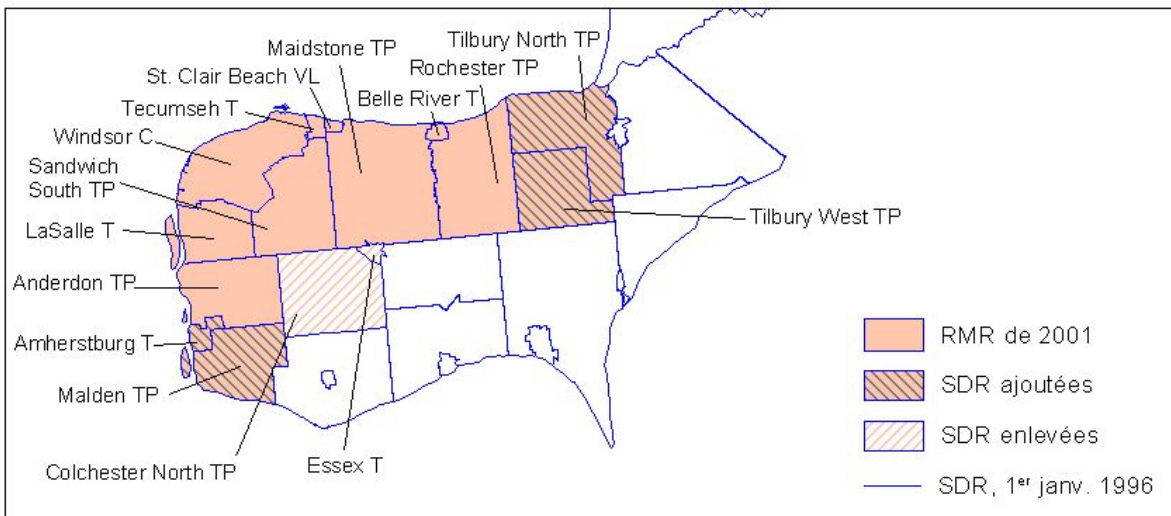 Tilbury North TP
Maidstone TP
Rochester TP
St. Clair Beach VL
Belle River T
Tecumseh T
Windsor C
Sandwich
South TP
LaSalle T
Tilbury West TP
Anderdon TP
Amherstburg T
Malden TP
Colchester North TP
Essex T
RMR de 2001
SDR ajoutées
SDR enlevées
SDR, 1er janv. 1996